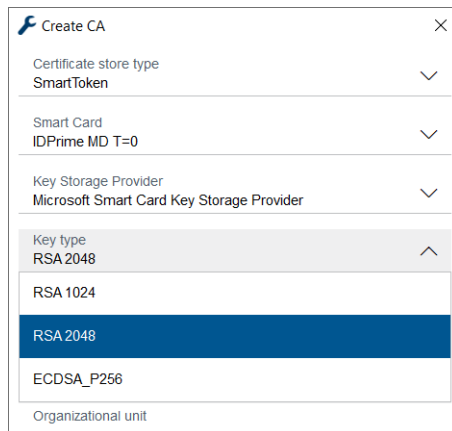 Create CA
Certificate store type
SmartToken
Smart Card
IDPrime MD T=0
Key Storage Provider
Microsoft Smart Card Key Storage Provider
Key type
RSA 2048
RSA 1024
RSA 2048
ECDSA_P256
Organizational unit